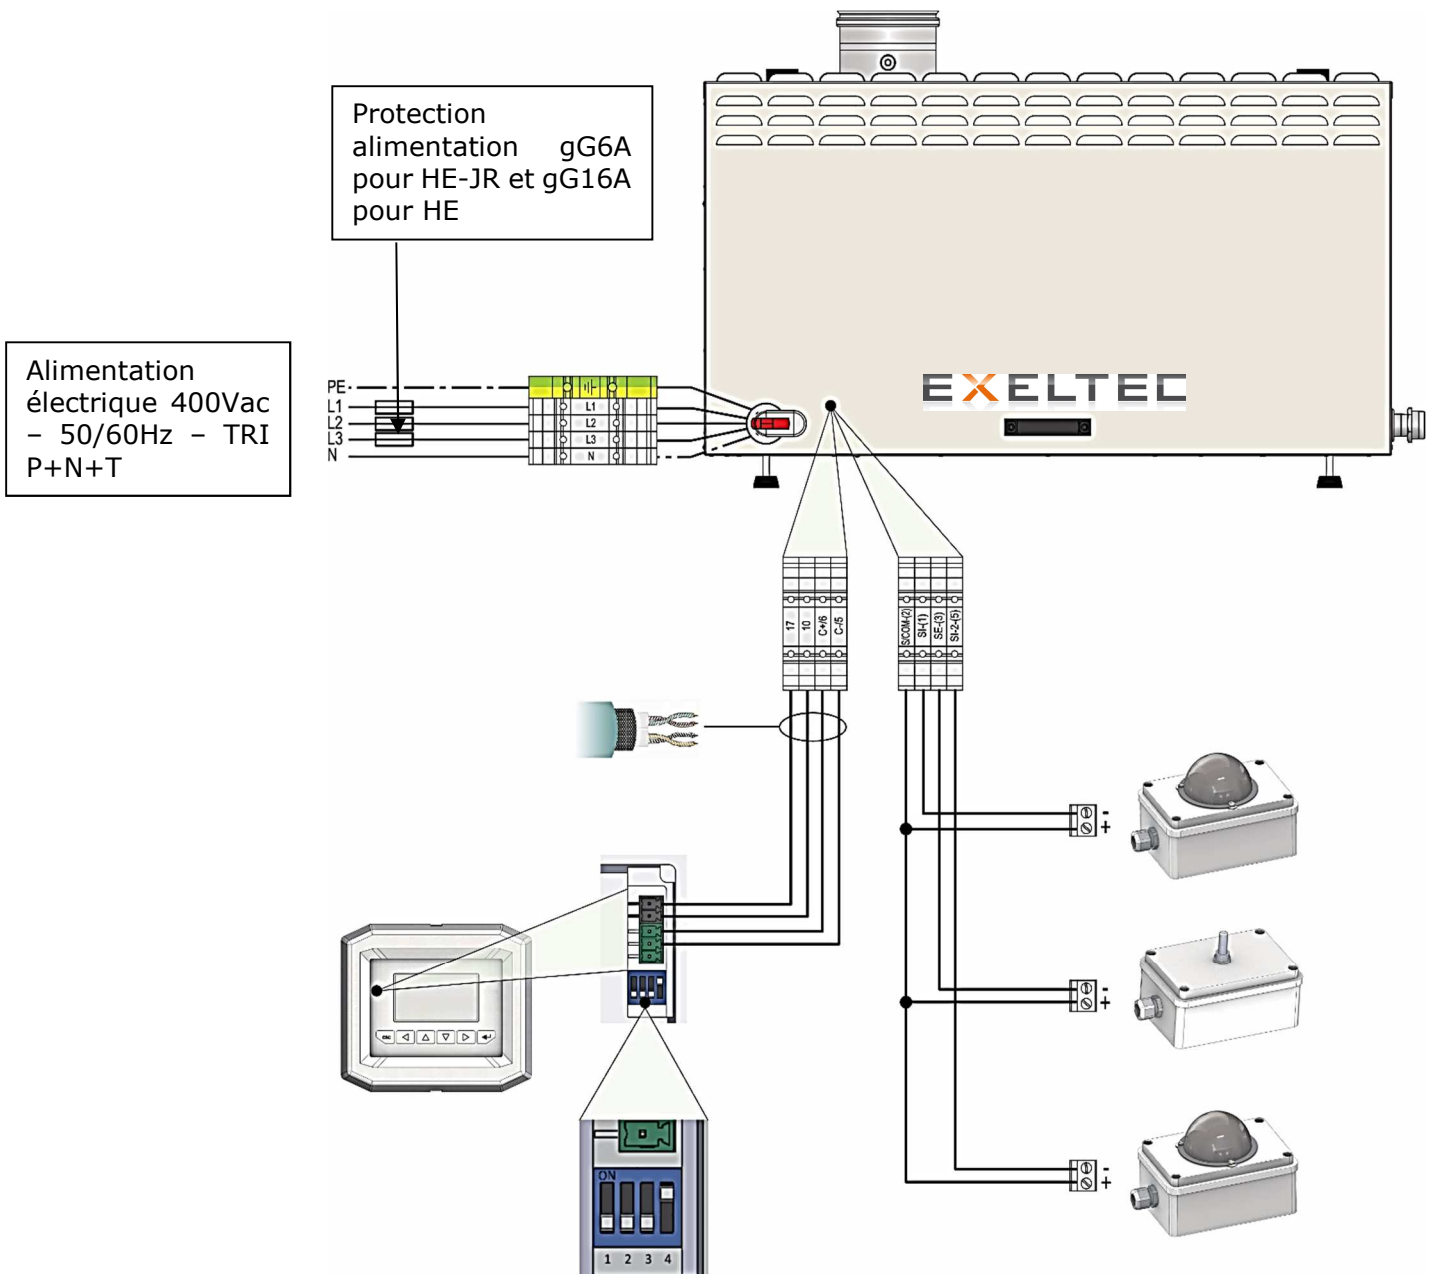 Protection
alimentation gG6A
pour HE-JR et gG16A
pour HE
Alimentation
électrique 400Vac
– 50/60Hz – TRI
P+N+T
PE
L1
L2
L3
N
L1
L2
L3
N
EXELTEC
17
10
C+/6
C-/5
S/COM-(2)
SI-(1)
SE-(3)
SI-2-(5)
-
+
-
+
-
+
esc
ON
1 2 3 4